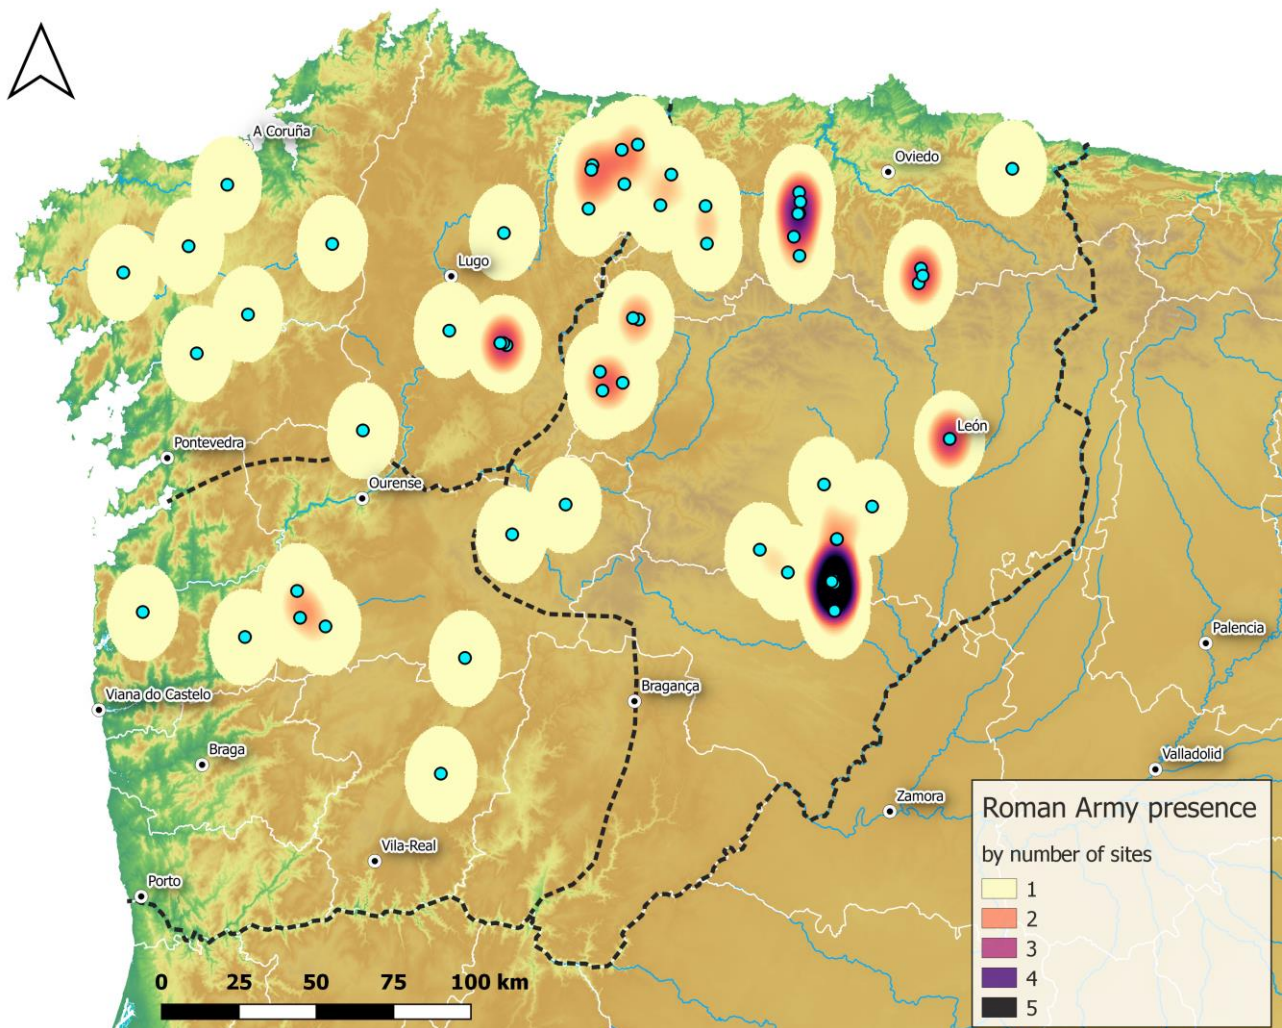 A Coruña
Oviedo
Lugo
León
Pontevedra
Ourense
Palencia
Bragança
Viana do Castelo
Braga
Valladolid
Zamora
Vila-Real
Porto
Roman Army presence
by number of sites
1
2
3
4
5
0 25 50 75 100 km